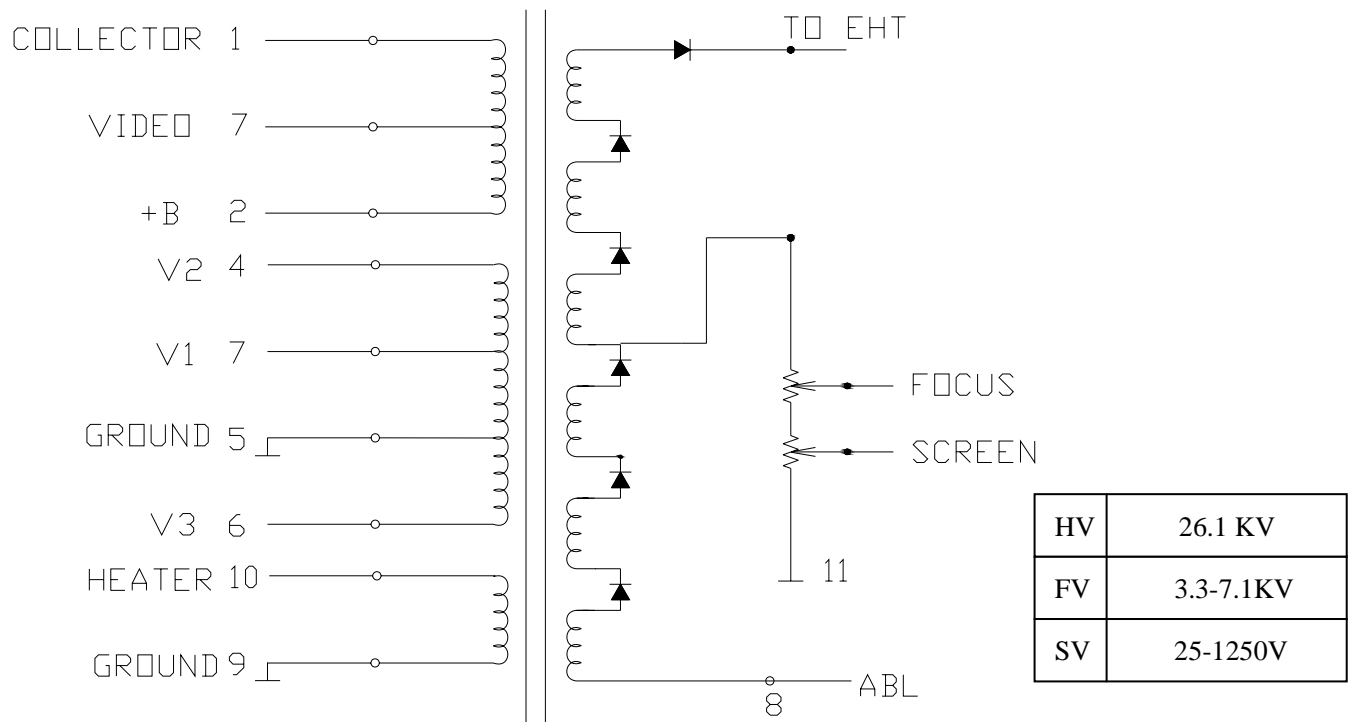 COLLECTOR 1
TO EHT
VIDEO 7
+B 2
V2 4
V1 7
FOCUS
GROUND 5
SCREEN
HV 26.1 KV
V3 6
FV 3.3-7.1KV
HEATER 10
11
SV 25-1250V
GROUND 9
ABL
8